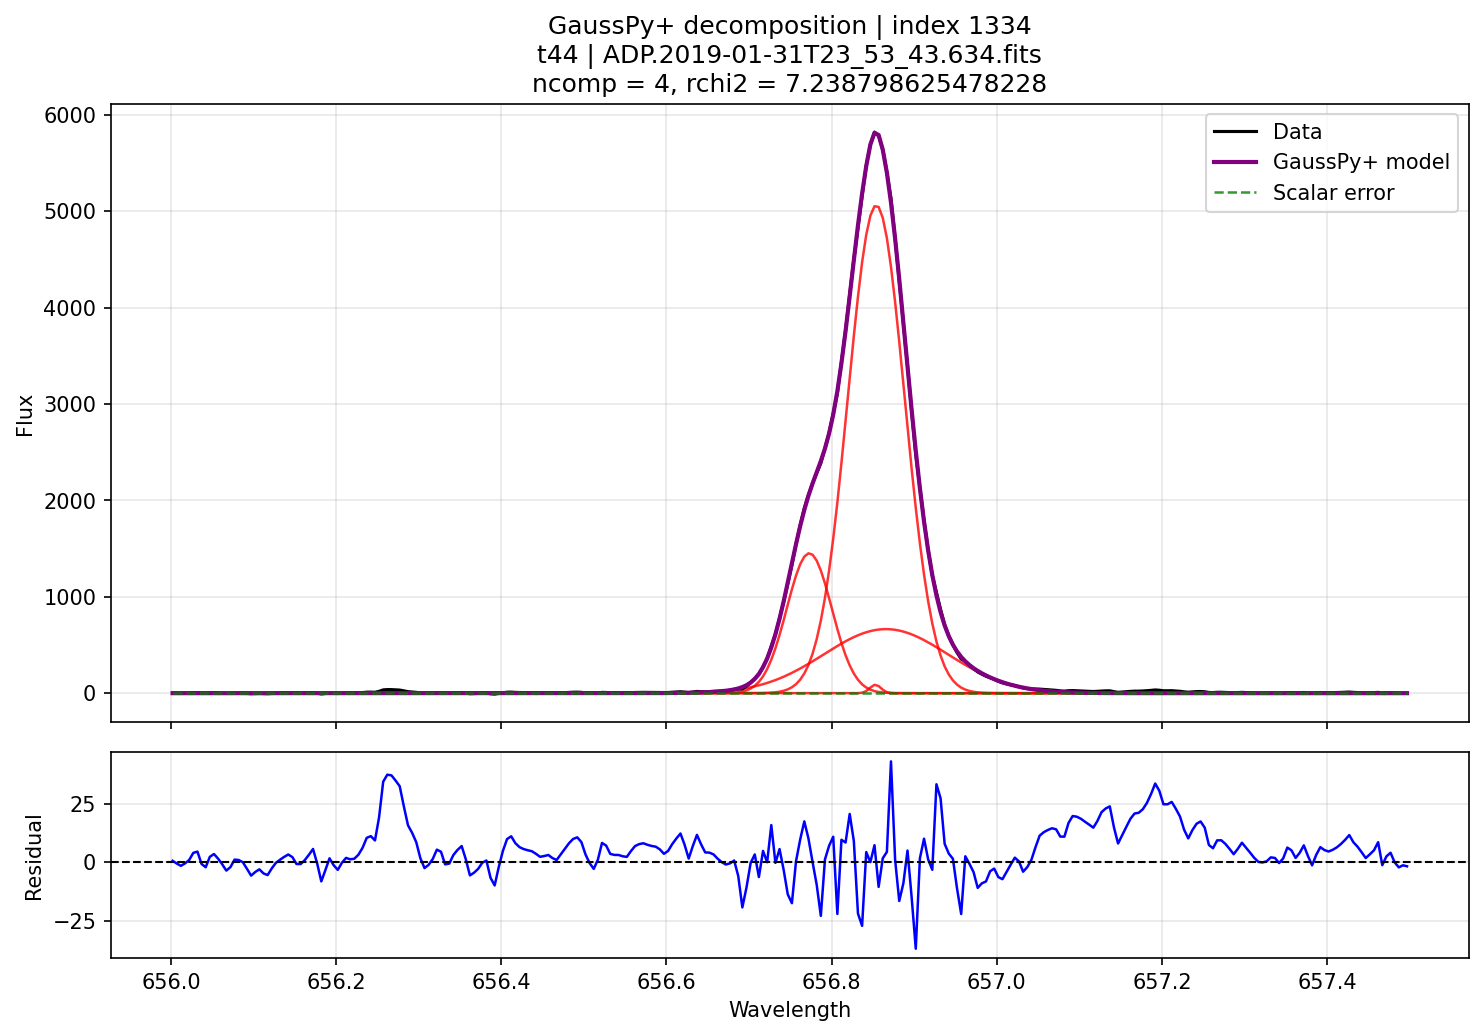 GaussPy+ decomposition | index 1334
t44 | ADP.2019-01-31T23_53_43.634.fits
ncomp = 4, rchi2 = 7.238798625478228
6000
5000
4000
3000
2000
1000
0
Flux
Data
GaussPy+ model
Scalar error
25
0
−25
Residual
656.0 656.2 656.4 656.6 656.8 657.0 657.2 657.4
Wavelength